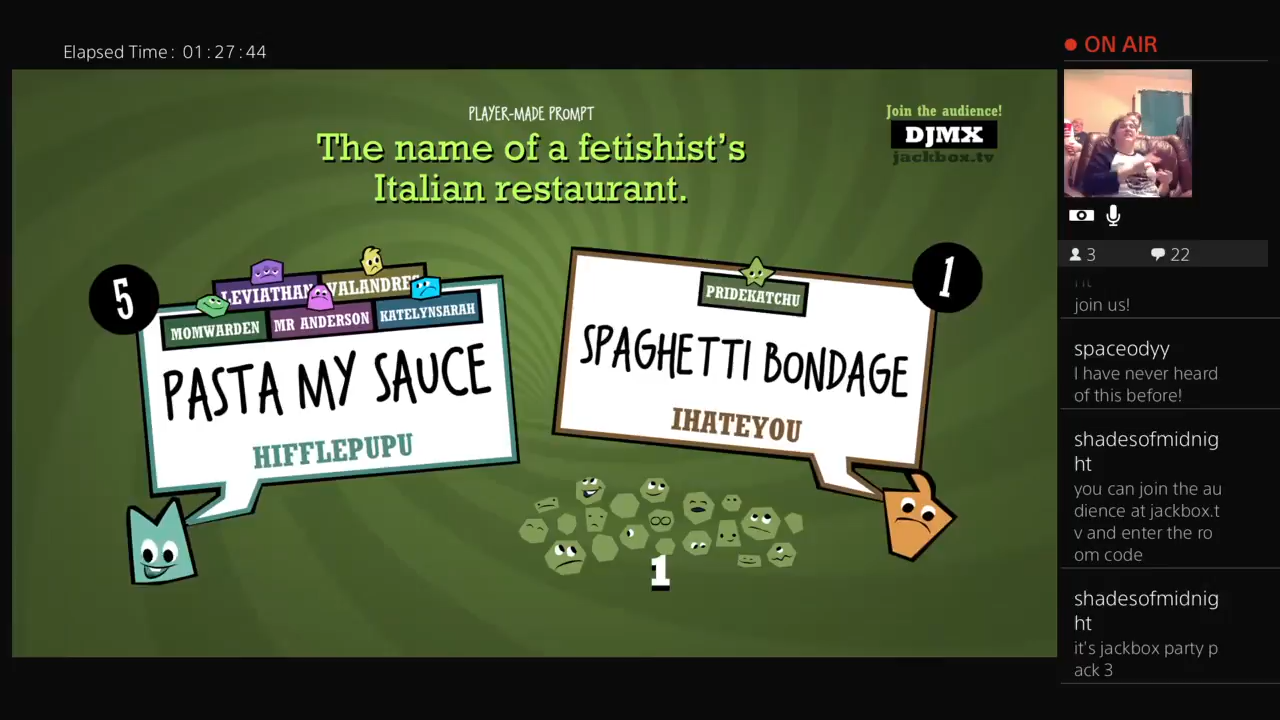 Elapsed Time: 01:27:44
ON AIR
PLAYER-MADE PROMPT
The name of a fetishist's
Italian restaurant.
Join the audience!
DJMX
jackbox.tv
5
LEVIATHAN
VALANDRES
MOMWARDEN
MR ANDERSON
KATELYNSARAH
PASTA MY SAUCE
HIFFLEPUPU
1
PRIDEKATCHU
SPAGHETTI BONDAGE
IHATEYOU
1
3
22
join us!
spaceodyy
I have never heard
of this before!
shadesofmidnig
ht
you can join the au
dience at jackbox.t
v and enter the ro
om code
shadesofmidnig
ht
it's jackbox party p
ack 3